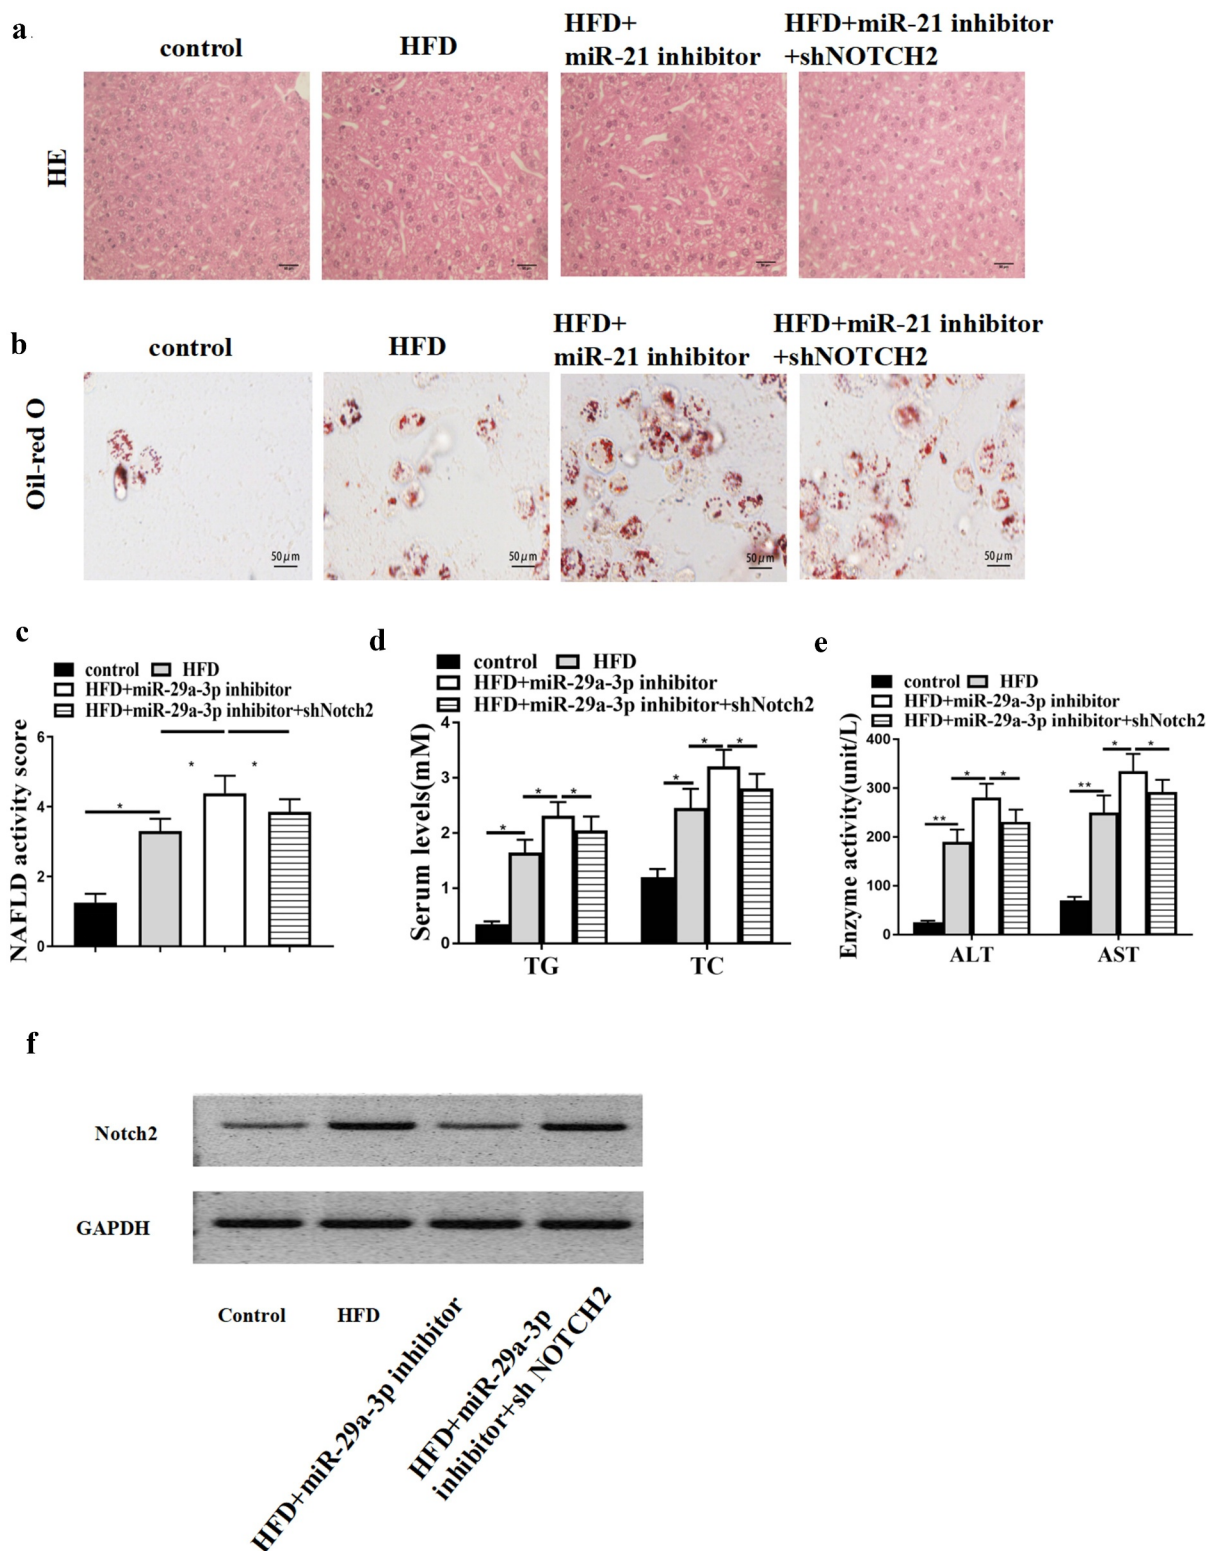 a
control
HFD
HFD+
miR-21 inhibitor
HFD+miR-21 inhibitor
+shNOTCH2
HE
b
control
HFD
HFD+
miR-21 inhibitor
HFD+miR-21 inhibitor
+shNOTCH2
Oil-red O
50μm
50μm
50μm
50μm
c
control HFD
HFD+miR-29a-3p inhibitor
HFD+miR-29a-3p inhibitor+shNotch2
NAFLD activity score
6
4
2
0
*
*
*
d
control HFD
HFD+miR-29a-3p inhibitor
HFD+miR-29a-3p inhibitor+shNotch2
Serum levels(mM)
4
3
2
1
0
*
*
*
*
*
*
TG
TC
e
control HFD
HFD+miR-29a-3p inhibitor
HFD+miR-29a-3p inhibitor+shNotch2
Enzyme activity(unit/L)
400
300
200
100
0
**
*
*
**
*
*
ALT
AST
f
Notch2
GAPDH
Control
HFD
HFD+miR-29a-3p inhibitor
HFD+miR-29a-3p
inhibitor+sh NOTCH2